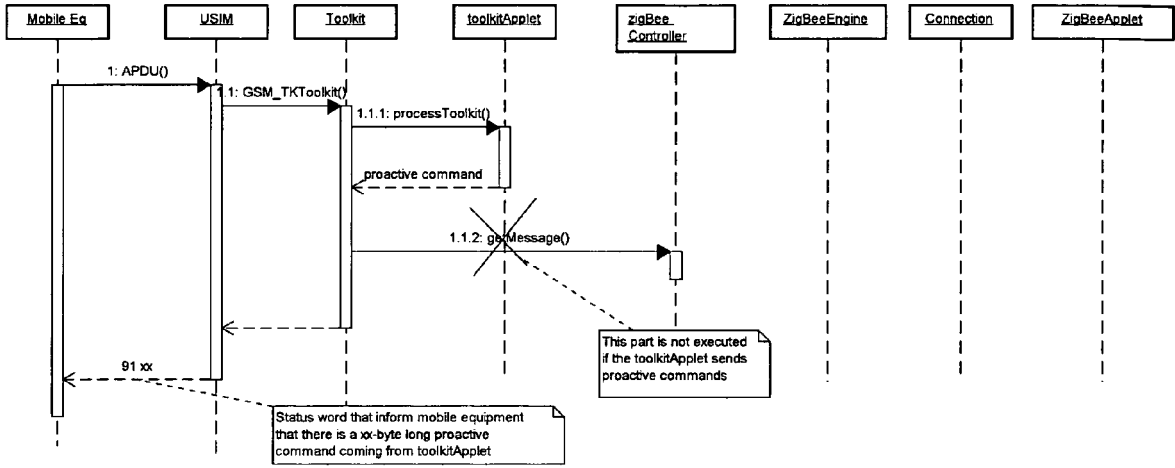 Mobile Eq
USIM
Toolkit
toolkitApplet
zigBee
Controller
ZigBeeEngine
Connection
ZigBeeApplet
1: APDU()
1.1: GSM_TKToolkit()
1.1.1: processToolkit()
proactive command
1.1.2: getMessage()
This part is not executed
if the toolkitApplet sends
proactive commands
91 xx
Status word that inform mobile equipment
that there is a xx-byte long proactive
command coming from toolkitApplet